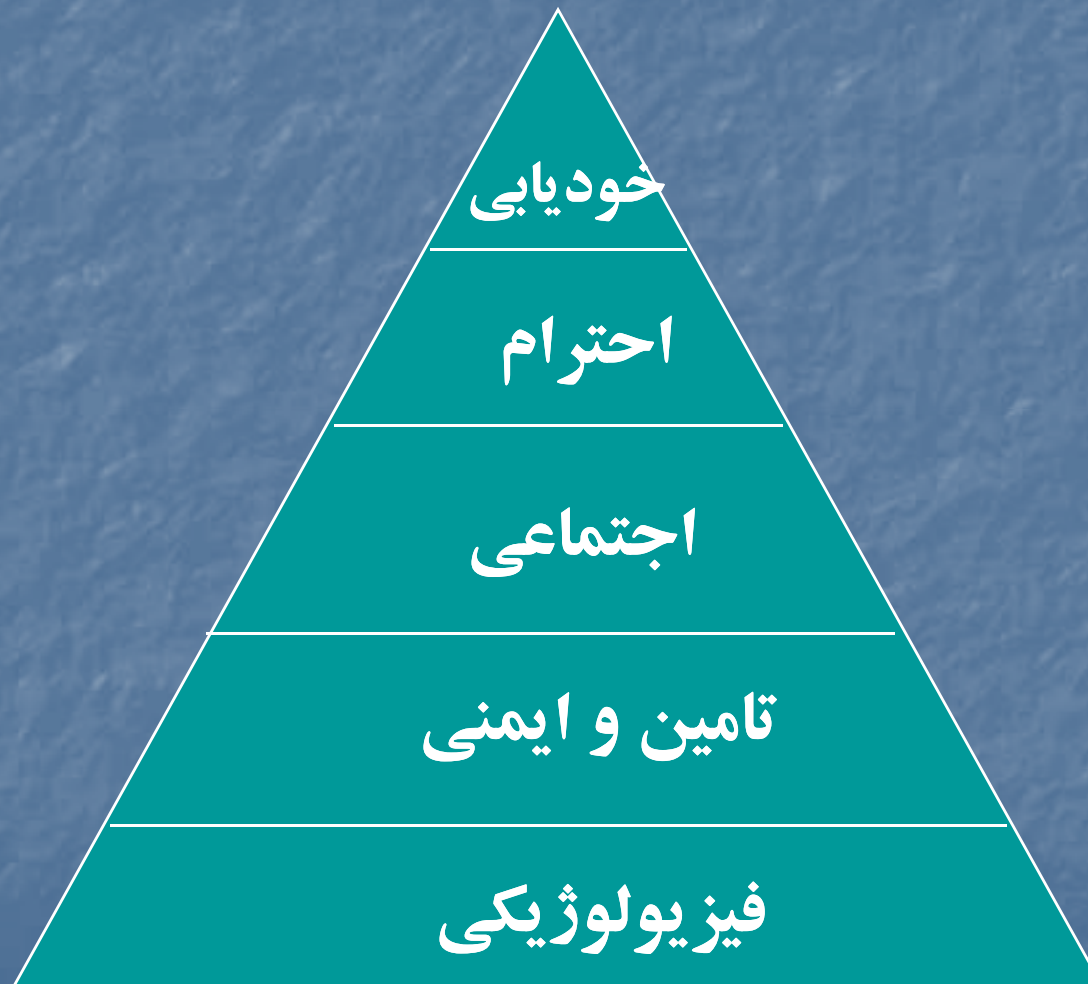 خودیابی
احترام
اجتماعی
تامین و ایمنی
فیزیولوژیکی